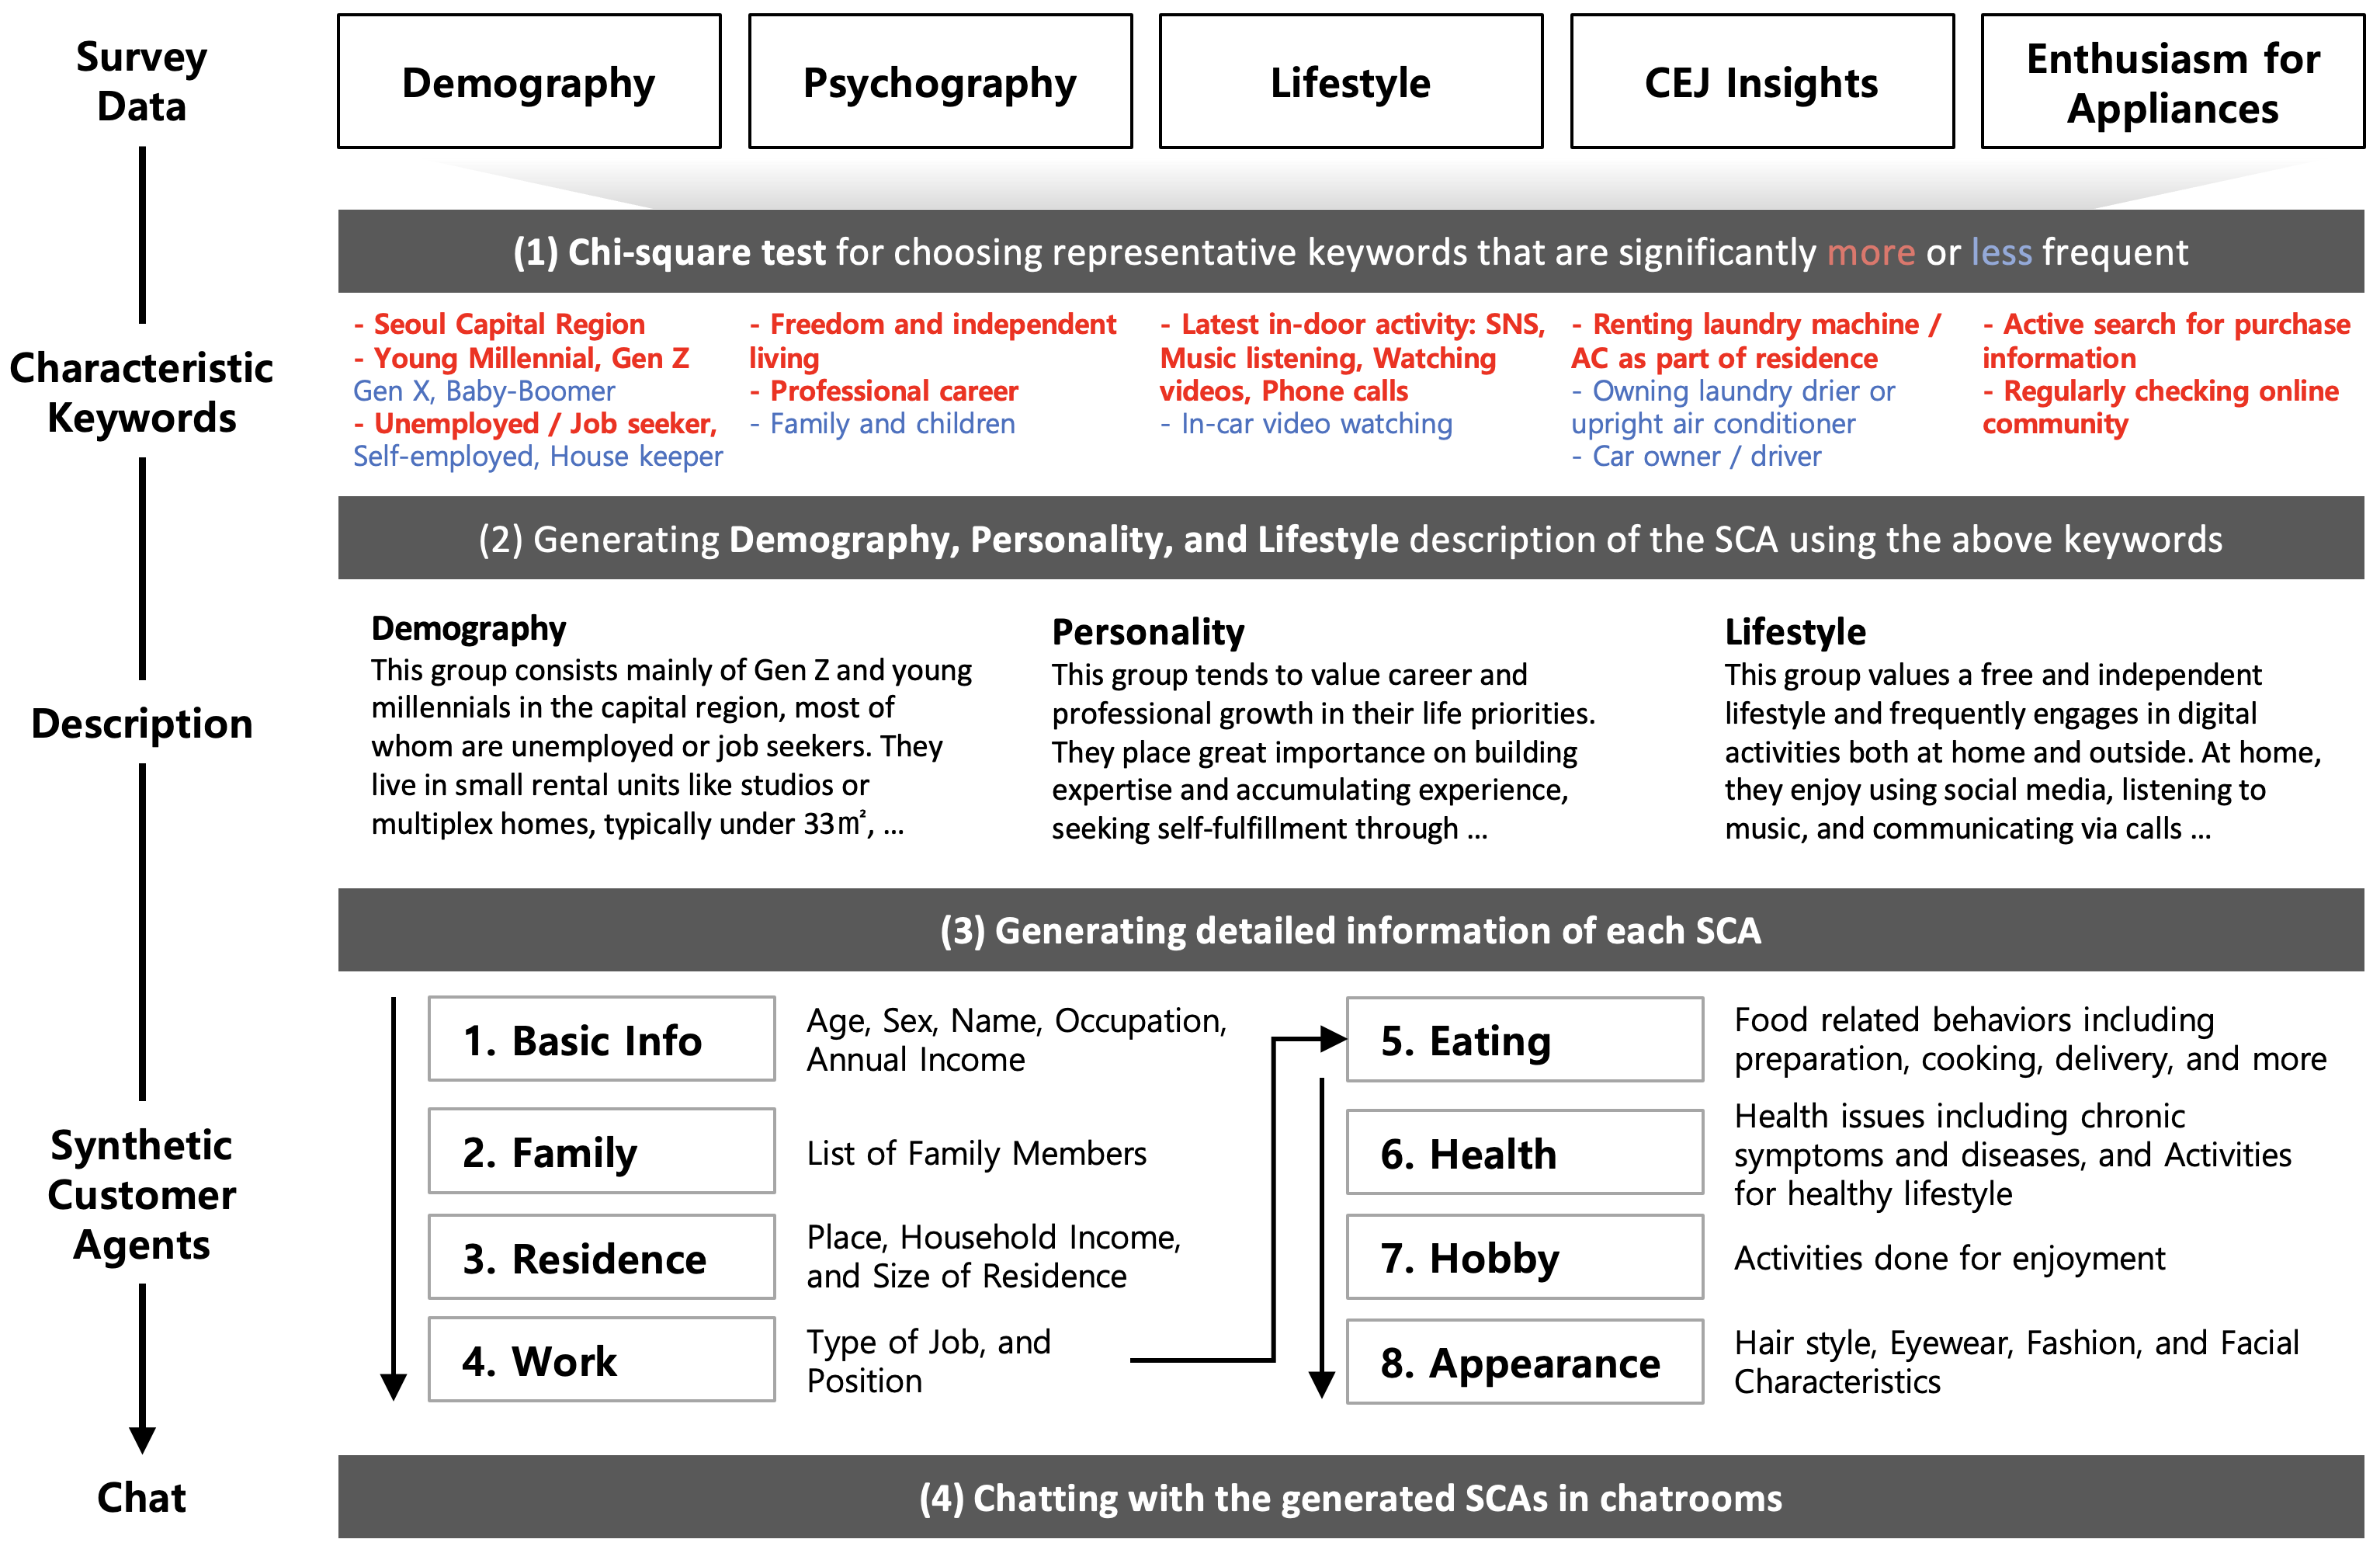 Survey
Data
Demography
Psychography
Lifestyle
CEJ Insights
Enthusiasm for
Appliances
(1) Chi-square test for choosing representative keywords that are significantly more or less frequent
Characteristic
Keywords
- Seoul Capital Region
- Young Millennial, Gen Z
Gen X, Baby-Boomer
- Unemployed / Job seeker,
Self-employed, House keeper
- Freedom and independent
living
- Professional career
- Family and children
- Latest in-door activity: SNS,
Music listening, Watching
videos, Phone calls
- In-car video watching
- Renting laundry machine /
AC as part of residence
- Owning laundry drier or
upright air conditioner
- Car owner / driver
- Active search for purchase
information
- Regularly checking online
community
(2) Generating Demography, Personality, and Lifestyle description of the SCA using the above keywords
Description
Demography
This group consists mainly of Gen Z and young
millennials in the capital region, most of
whom are unemployed or job seekers. They
live in small rental units like studios or
multiplex homes, typically under 33㎡, ...
Personality
This group tends to value career and
professional growth in their life priorities.
They place great importance on building
expertise and accumulating experience,
seeking self-fulfillment through ...
Lifestyle
This group values a free and independent
lifestyle and frequently engages in digital
activities both at home and outside. At home,
they enjoy using social media, listening to
music, and communicating via calls ...
(3) Generating detailed information of each SCA
Synthetic
Customer
Agents
1. Basic Info
Age, Sex, Name, Occupation,
Annual Income
2. Family
List of Family Members
3. Residence
Place, Household Income,
and Size of Residence
4. Work
Type of Job, and
Position
5. Eating
Food related behaviors including
preparation, cooking, delivery, and more
6. Health
Health issues including chronic
symptoms and diseases, and Activities
for healthy lifestyle
7. Hobby
Activities done for enjoyment
8. Appearance
Hair style, Eyewear, Fashion, and Facial
Characteristics
Chat
(4) Chatting with the generated SCAs in chatrooms